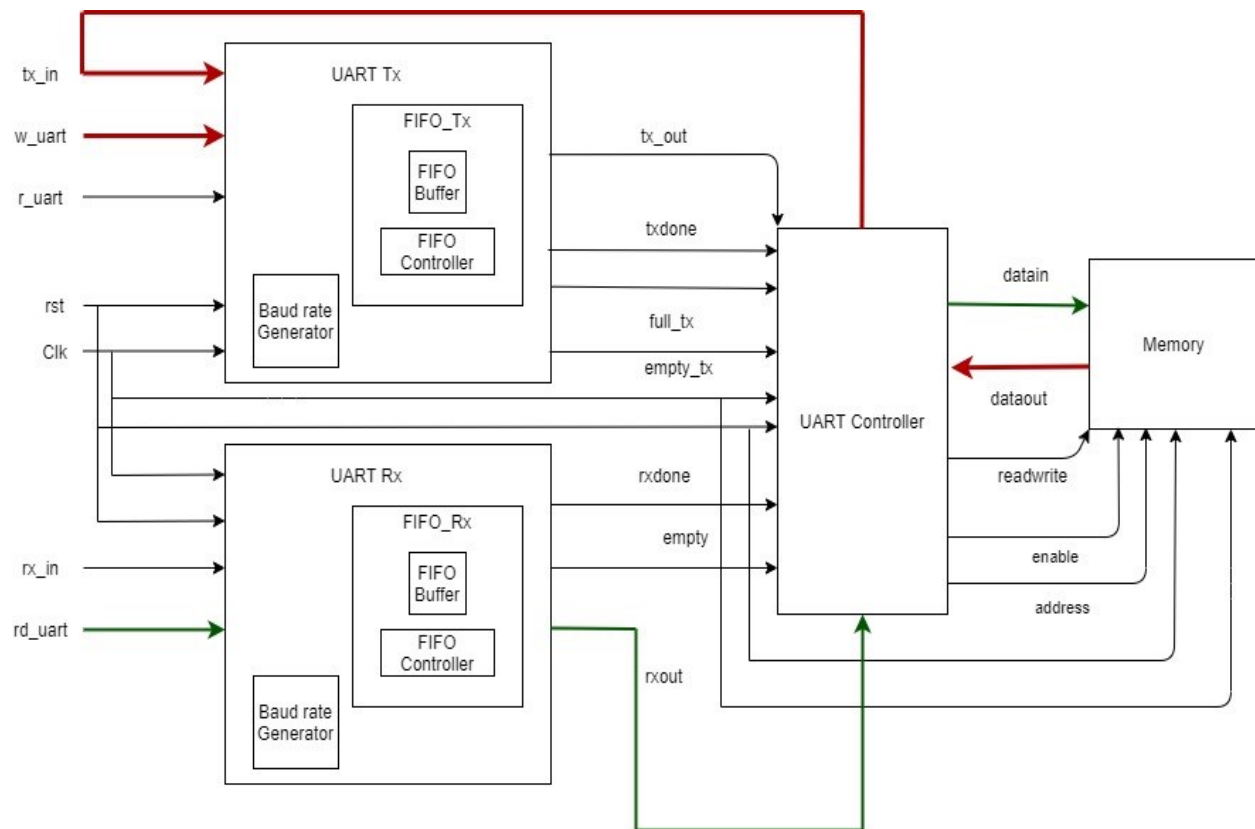 tx_in
w_uart
r_uart
rst
Clk
UART Tx
FIFO_Tx
FIFO
Buffer
FIFO
Controller
Baud rate
Generator
tx_out
txdone
full_tx
empty_tx
UART Controller
datain
dataout
Memory
readwrite
enable
address
rx_in
rd_uart
UART Rx
FIFO_Rx
FIFO
Buffer
FIFO
Controller
Baud rate
Generator
rxdone
empty
rxout